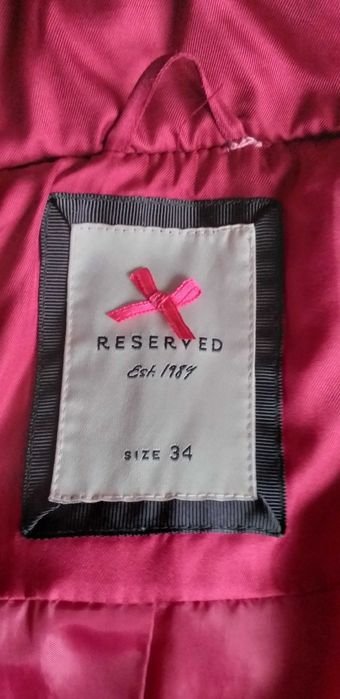 RESERVED
Est. 1989
SIZE 34